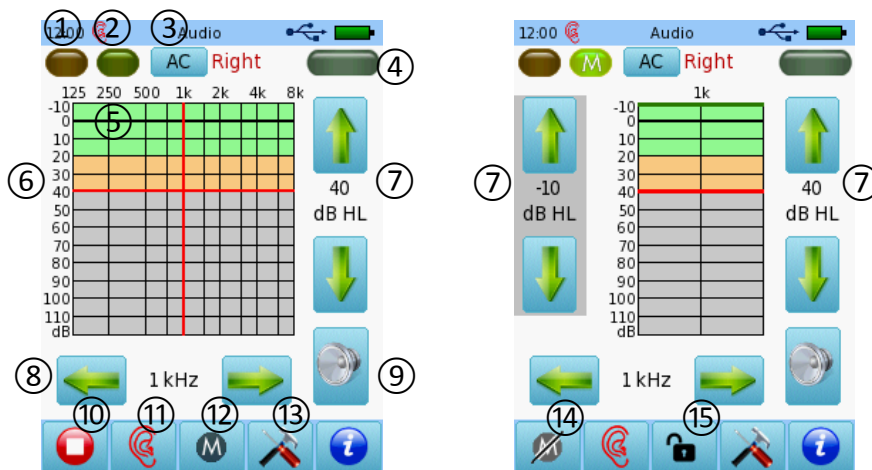 12:00 Audio
① ② ③
AC Right
④
125 250 500 1k 2k 4k 8k
-10
0
⑤
10
20
30
⑥
40
50
60
70
80
90
100
110
dB
40
⑦
dB HL
⑧
1 kHz
⑨
⑩ ⑪ ⑫ ⑬
M
i
12:00 Audio
M AC Right
1k
-10
0
10
20
30
40
50
60
70
80
90
100
110
dB
⑦
-10
dB HL
40
⑦
dB HL
1 kHz
⑭ ⑮
M
i